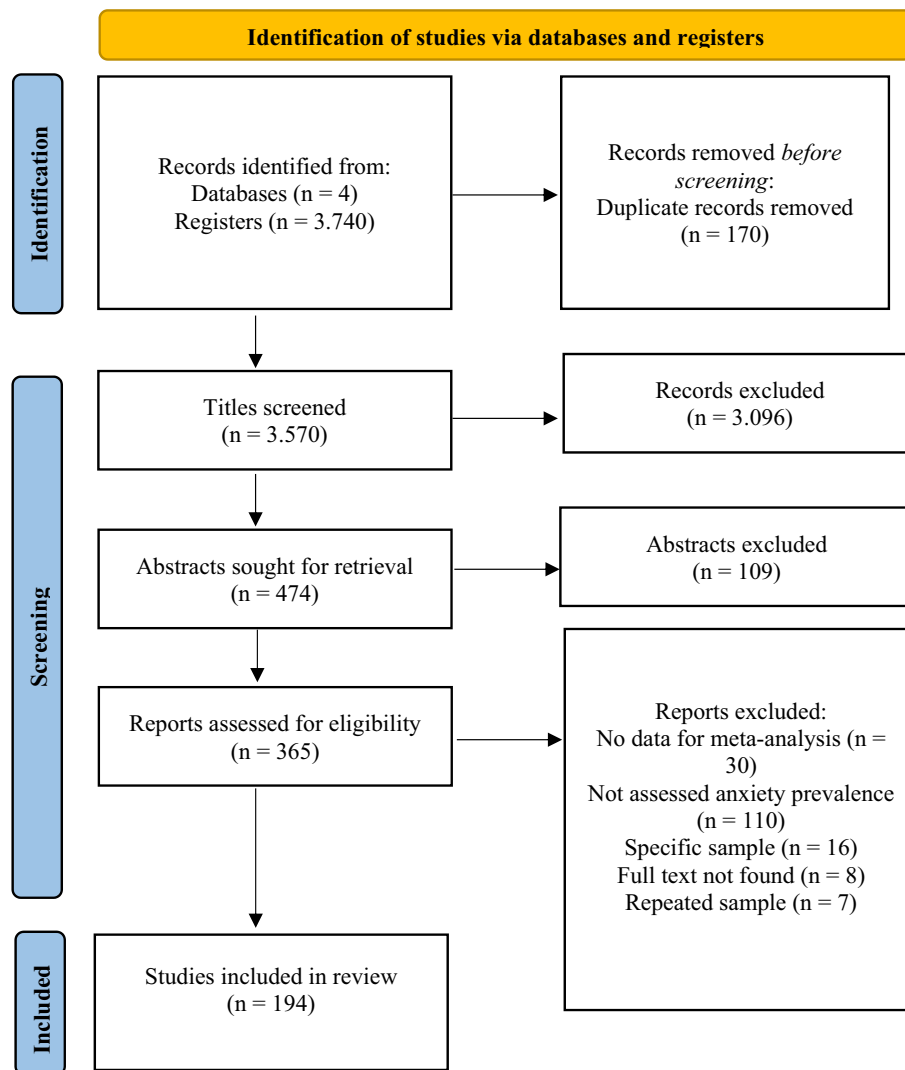 Identification of studies via databases and registers
Identification
Records identified from:
Databases (n = 4)
Registers (n = 3.740)
Records removed before
screening:
Duplicate records removed
(n = 170)
Screening
Titles screened
(n = 3.570)
Records excluded
(n = 3.096)
Abstracts sought for retrieval
(n = 474)
Abstracts excluded
(n = 109)
Reports assessed for eligibility
(n = 365)
Reports excluded:
No data for meta-analysis (n =
30)
Not assessed anxiety prevalence
(n = 110)
Specific sample (n = 16)
Full text not found (n = 8)
Repeated sample (n = 7)
Included
Studies included in review
(n = 194)